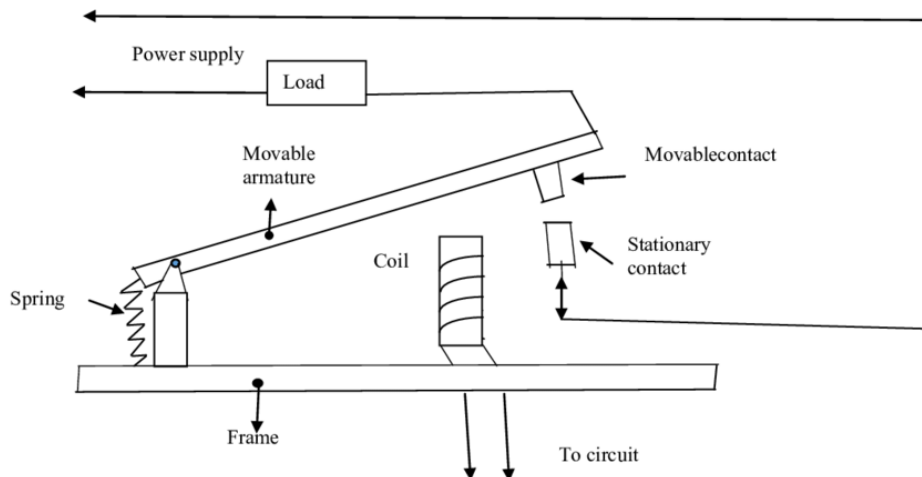 Power supply
Load
Movable
armature
Movablecontact
Coil
Stationary
contact
Spring
Frame
To circuit